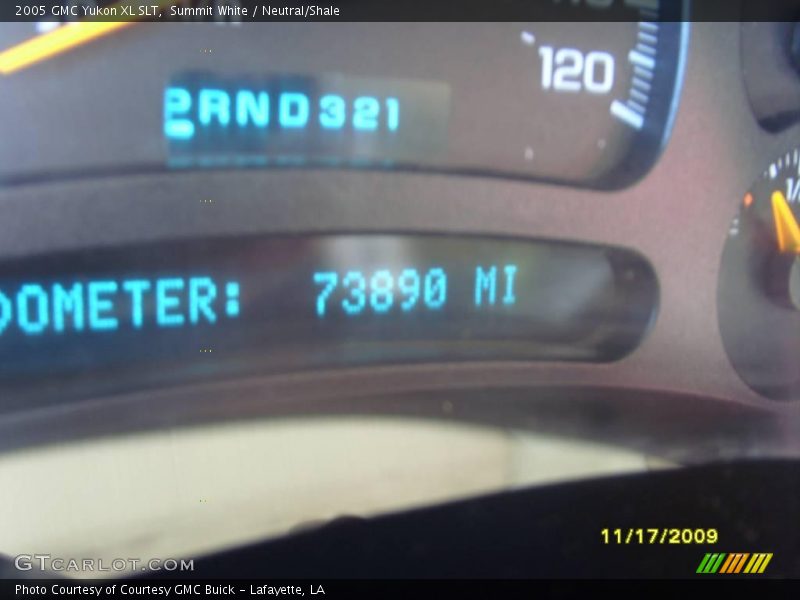 2005 GMC Yukon XL SLT, Summit White / Neutral/Shale
120
PRND321
ODOMETER: 73890 MI
11/17/2009
GTCARLOT.COM
Photo Courtesy of Courtesy GMC Buick - Lafayette, LA